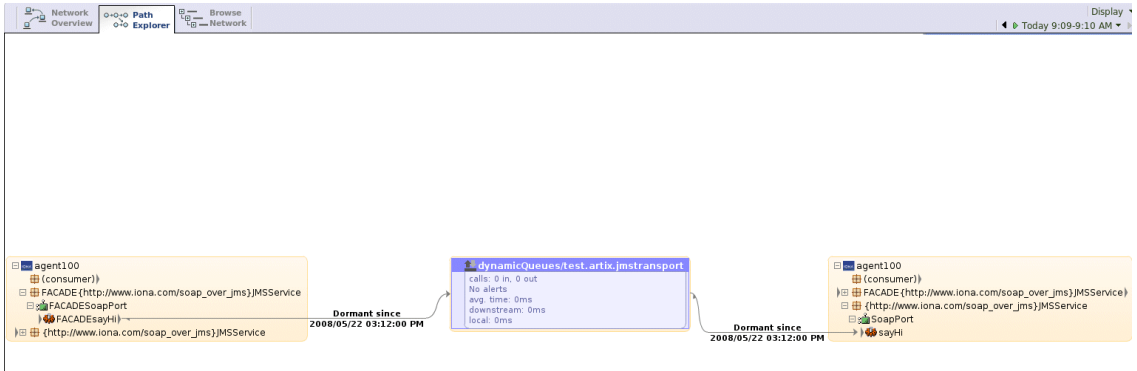 Network Overview
Path Explorer
Browse Network
Display
Today 9:09-9:10 AM
agent100
(consumer)
FACADE{http://www.iona.com/soap_over_jms}JMSService
FACADESoapPort
FACADEsayHi
{http://www.iona.com/soap_over_jms}JMSService
Dormant since
2008/05/22 03:12:00 PM
dynamicQueues/test.artix.jmstransport
calls: 0 in, 0 out
No alerts
avg. time: 0ms
downstream: 0ms
local: 0ms
Dormant since
2008/05/22 03:12:00 PM
agent100
(consumer)
FACADE{http://www.iona.com/soap_over_jms}JMSService
{http://www.iona.com/soap_over_jms}JMSService
SoapPort
sayHi